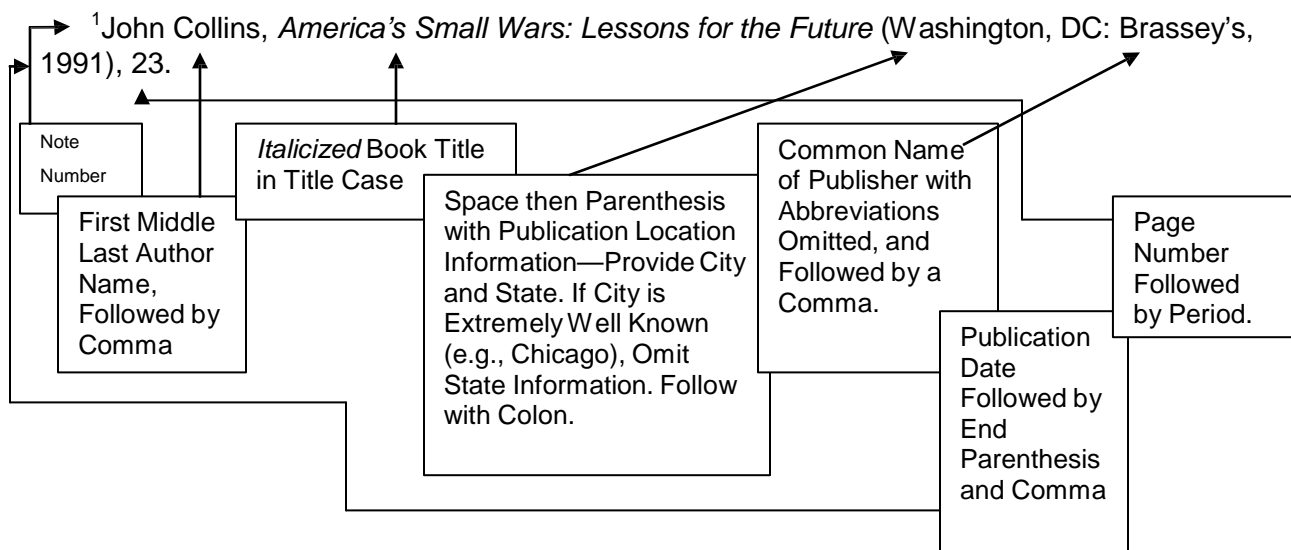 ¹John Collins, America’s Small Wars: Lessons for the Future (Washington, DC: Brassey’s,
1991), 23.
Note
Number
First Middle
Last Author
Name,
Followed by
Comma
Italicized Book Title
in Title Case
Space then Parenthesis
with Publication Location
Information—Provide City
and State. If City is
Extremely Well Known
(e.g., Chicago), Omit
State Information. Follow
with Colon.
Common Name
of Publisher with
Abbreviations
Omitted, and
Followed by a
Comma.
Publication
Date
Followed by
End
Parenthesis
and Comma
Page
Number
Followed
by Period.